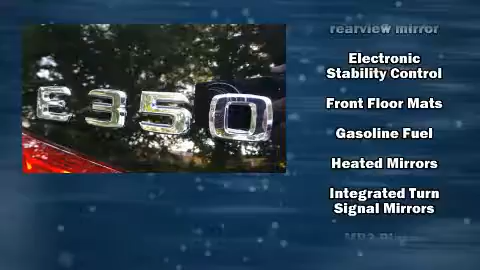 E350
rearview mirror
Electronic
Stability Control
Front Floor Mats
Gasoline Fuel
Heated Mirrors
Integrated Turn
Signal Mirrors